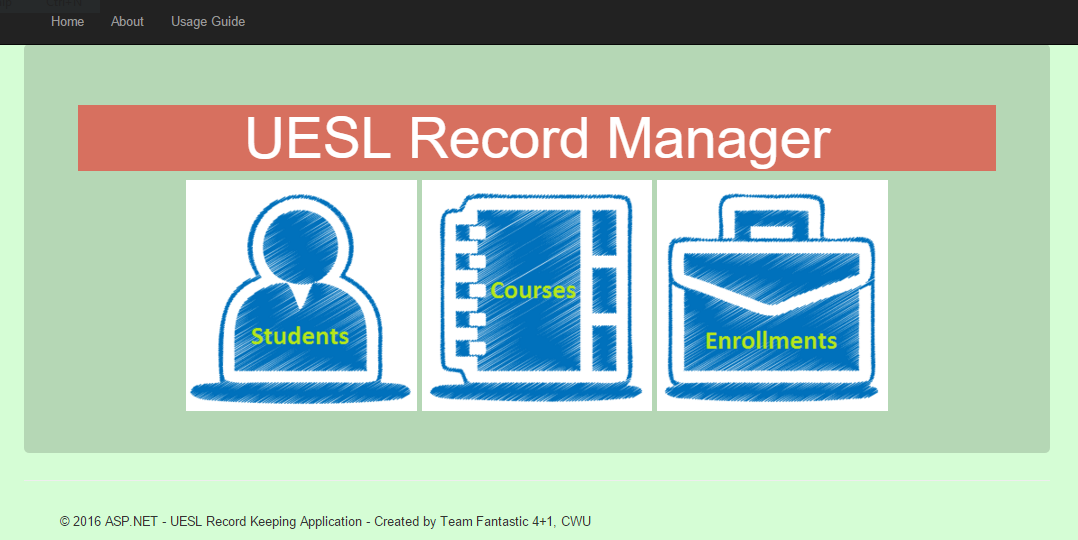 Home About Usage Guide
UESL Record Manager
Students
Courses
Enrollments
© 2016 ASP.NET - UESL Record Keeping Application - Created by Team Fantastic 4+1, CWU